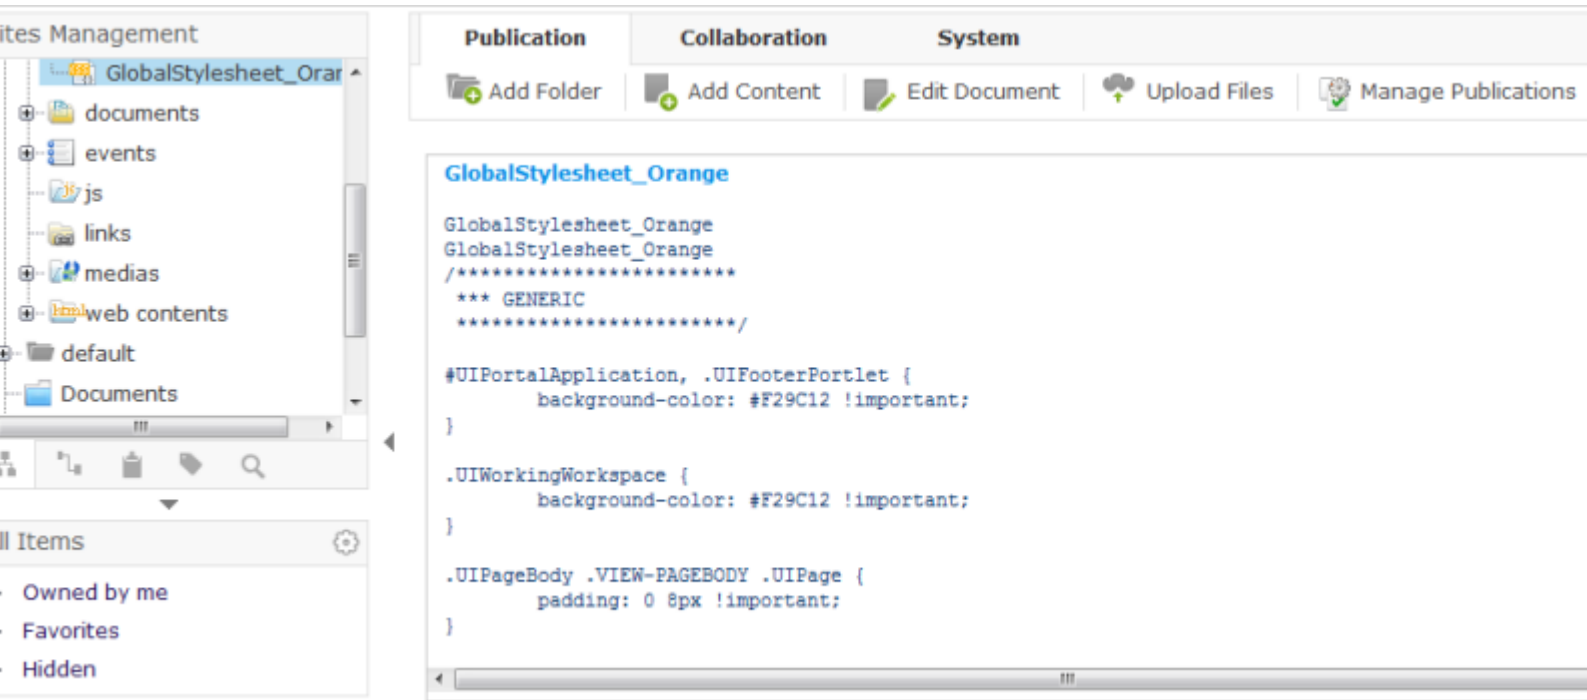 ites Management
GlobalStylesheet_Orar
documents
events
js
links
medias
web contents
default
Documents
ll Items
Owned by me
Favorites
Hidden
Publication Collaboration System
Add Folder Add Content Edit Document Upload Files Manage Publications
GlobalStylesheet_Orange
GlobalStylesheet_Orange
GlobalStylesheet_Orange
/************************
*** GENERIC
************************/
#UIPortalApplication, .UIFooterPortlet {
background-color: #F29C12 !important;
}
.UIWorkingWorkspace {
background-color: #F29C12 !important;
}
.UIPageBody .VIEW-PAGEBODY .UIPage {
padding: 0 8px !important;
}